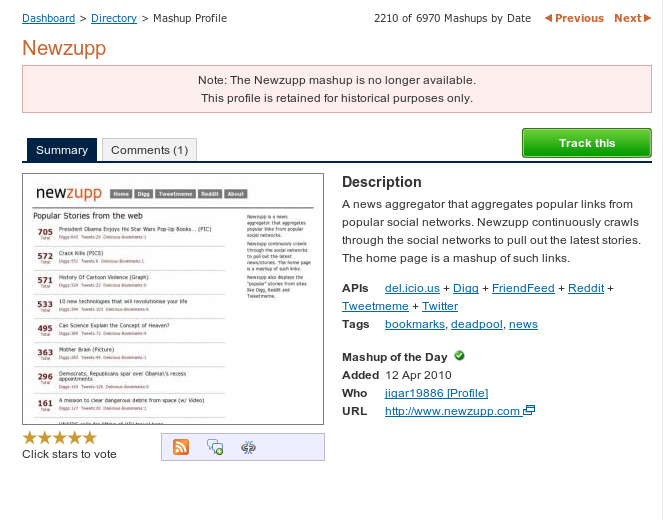 Dashboard > Directory > Mashup Profile
2210 of 6970 Mashups by Date
Previous
Next
Newzupp
Note: The Newzupp mashup is no longer available.
This profile is retained for historical purposes only.
Summary
Comments (1)
Track this
newzupp
Home
Digg
Tweetmeme
Reddit
About
Popular Stories from the web
705 President Obama Enjoys His Star Wars Pop-Up Books... (PIC)
Total
572 Crack Kills (PICS)
Total
571 History Of Cartoon Violence (Graph)
Total
533 10 new technologies that will revolutionise your life
Total
495 Can Science Explain the Concept of Heaven?
Total
363 Mother Brain (Picture)
Total
296 Democrats, Republicans spar over Obama's recess
appointments
Total
161 A mission to clear dangerous debris from space (w/ Video)
Total
Newzupp is a news
aggregator that aggregates
popular links from popular
social networks.
Newzupp continuously crawls
through the social networks
to pull out the latest
news/stories. The home page
is a mashup of such links.
Newzupp also displays the
"popular" stories from sites
like Digg, Reddit and
Tweetmeme.
Click stars to vote
Description
A news aggregator that aggregates popular links from
popular social networks. Newzupp continuously crawls
through the social networks to pull out the latest stories.
The home page is a mashup of such links.
APIs del.icio.us + Digg + FriendFeed + Reddit +
Tweetmeme + Twitter
Tags bookmarks, deadpool, news
Mashup of the Day
Added 12 Apr 2010
Who jigar19886 [Profile]
URL http://www.newzupp.com